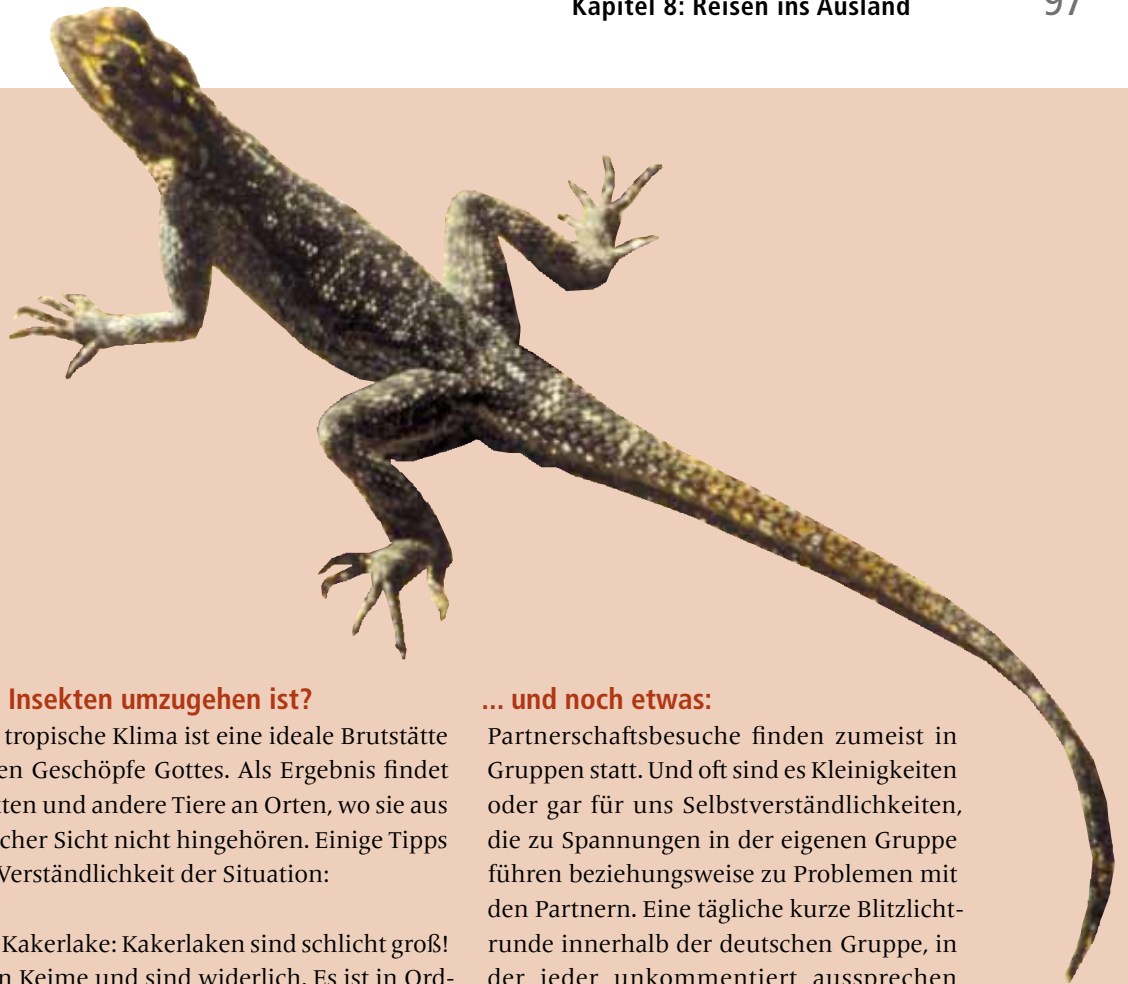 Kapitel 8: Reisen ins Ausland 97
Insekten umzugehen ist?
tropische Klima ist eine ideale Brutstätte
en Geschöpfe Gottes. Als Ergebnis findet
kten und andere Tiere an Orten, wo sie aus
cher Sicht nicht hingehören. Einige Tipps
Verständlichkeit der Situation:
Kakerlake: Kakerlaken sind schlicht groß!
n Keime und sind widerlich. Es ist in Ord-
... und noch etwas:
Partnerschaftsbesuche finden zumeist in
Gruppen statt. Und oft sind es Kleinigkeiten
oder gar für uns Selbstverständlichkeiten,
die zu Spannungen in der eigenen Gruppe
führen beziehungsweise zu Problemen mit
den Partnern. Eine tägliche kurze Blitzlicht-
runde innerhalb der deutschen Gruppe, in
der jeder unkommentiert aussprechen